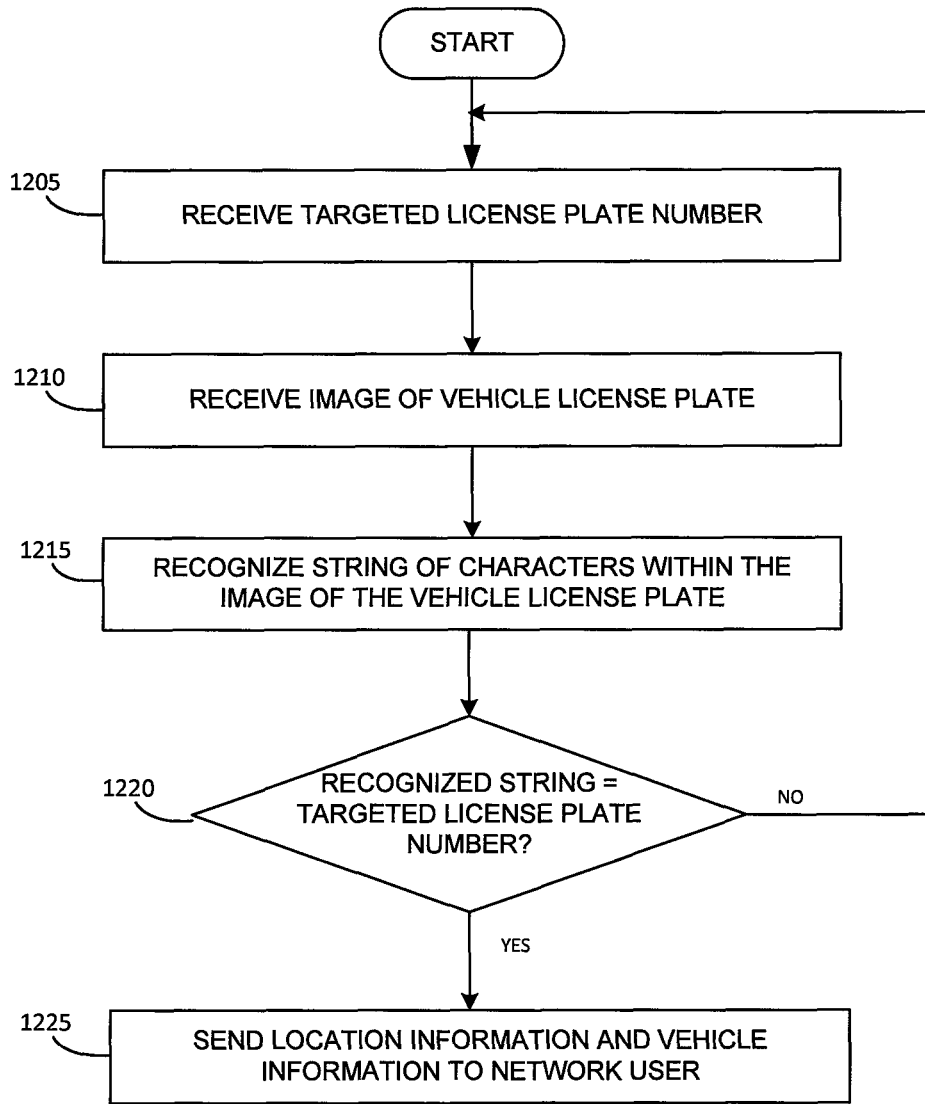 START
1205
RECEIVE TARGETED LICENSE PLATE NUMBER
1210
RECEIVE IMAGE OF VEHICLE LICENSE PLATE
1215
RECOGNIZE STRING OF CHARACTERS WITHIN THE
IMAGE OF THE VEHICLE LICENSE PLATE
1220
RECOGNIZED STRING =
TARGETED LICENSE PLATE
NUMBER?
NO
YES
1225
SEND LOCATION INFORMATION AND VEHICLE
INFORMATION TO NETWORK USER